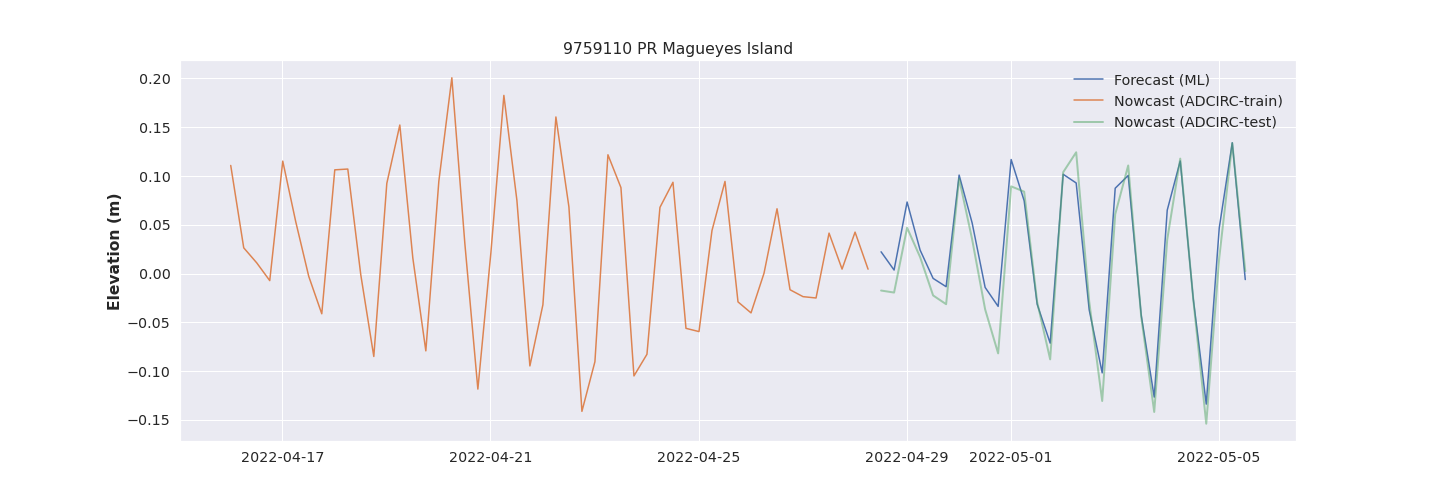 9759110 PR Magueyes Island
Forecast (ML)
Nowcast (ADCIRC-train)
Nowcast (ADCIRC-test)
Elevation (m)
0.20
0.15
0.10
0.05
0.00
−0.05
−0.10
−0.15
2022-04-17
2022-04-21
2022-04-25
2022-04-29
2022-05-01
2022-05-05